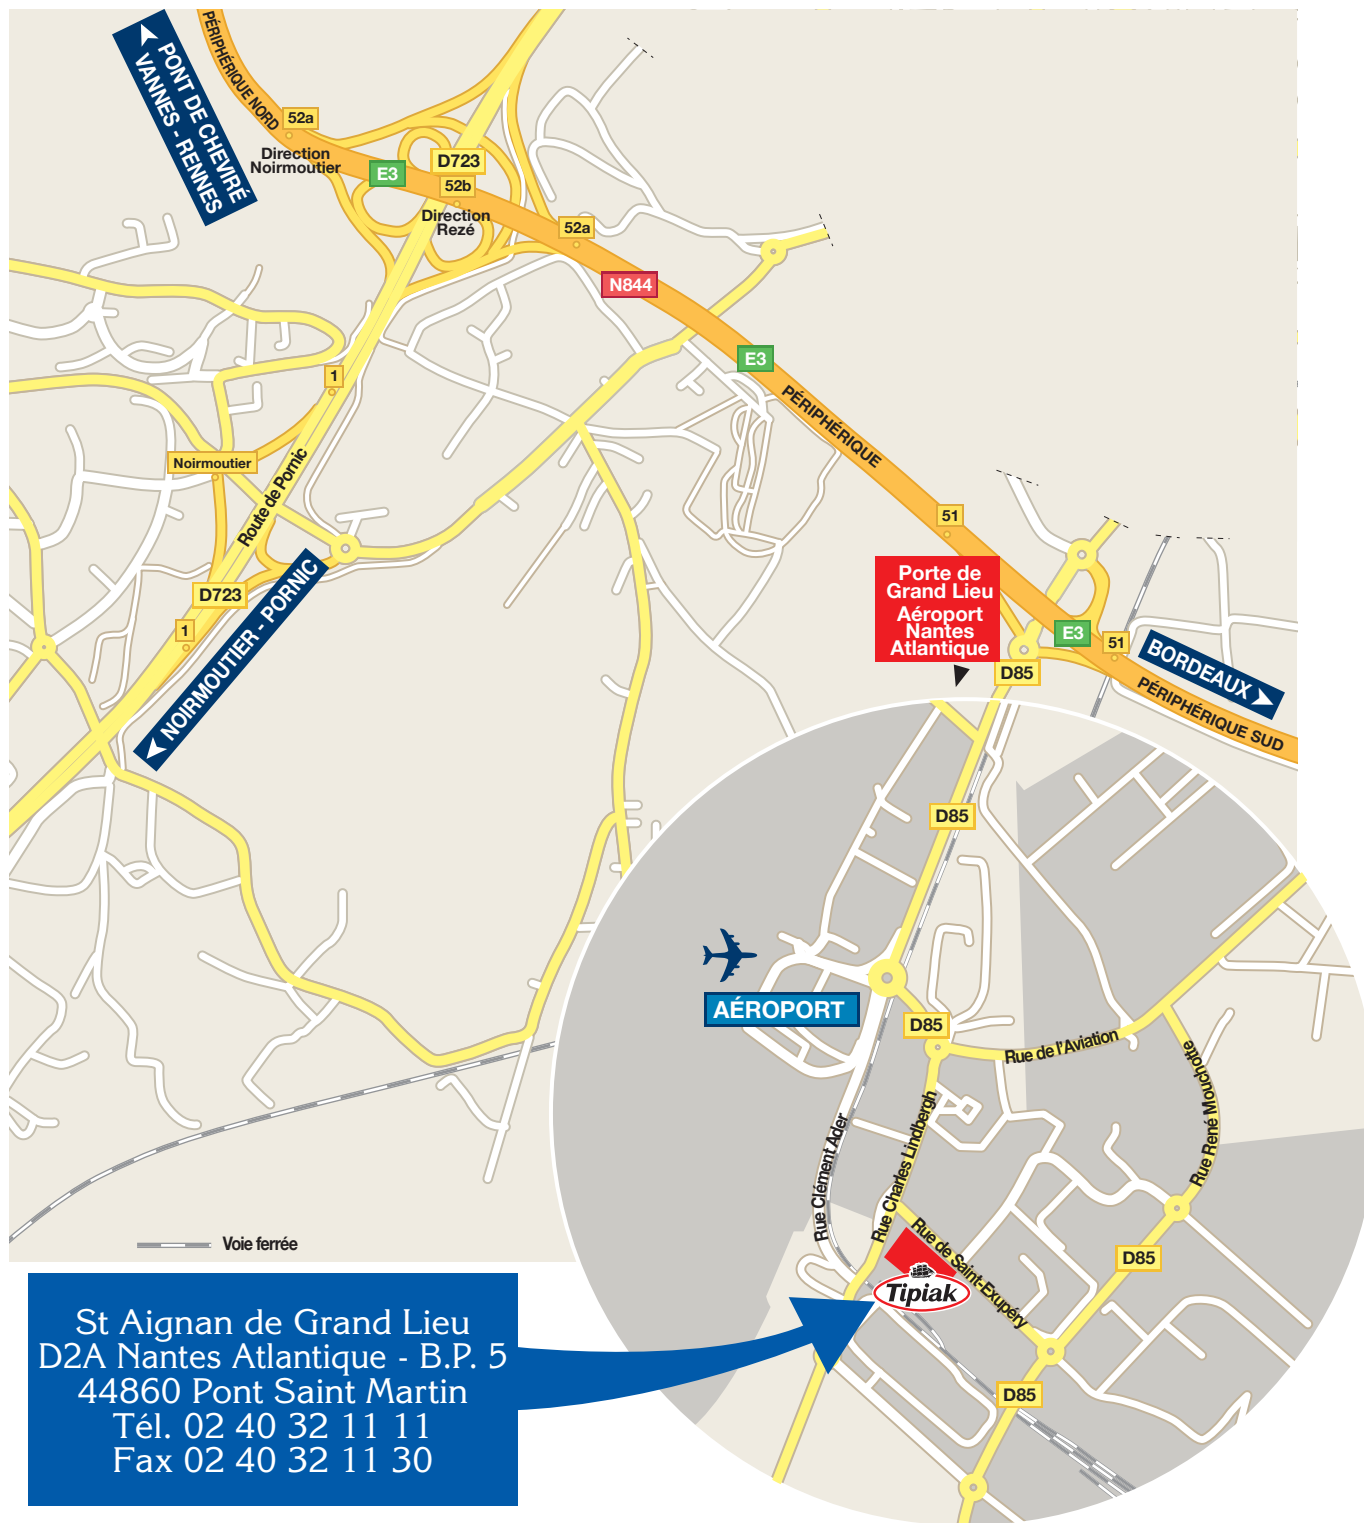 PONT DE CHEVIRÉ
VANNES - RENNES
PÉRIPHÉRIQUE NORD
52a
Direction
Noirmoutier
E3
D723
52b
Direction
Rezé
52a
N844
E3
PÉRIPHÉRIQUE
1
Noirmoutier
Route de Pornic
51
Porte de
Grand Lieu
Aéroport
Nantes
Atlantique
D723
1
NOIRMOUTIER - PORNIC
E3
51
BORDEAUX
D85
PÉRIPHÉRIQUE SUD
D85
AÉROPORT
D85
Rue de l'Aviation
Rue René Mouchotte
Rue Clément Ader
Rue Charles Lindbergh
Rue de Saint-Exupéry
D85
Tipiak
D85
Voie ferrée
St Aignan de Grand Lieu
D2A Nantes Atlantique - B.P. 5
44860 Pont Saint Martin
Tél. 02 40 32 11 11
Fax 02 40 32 11 30